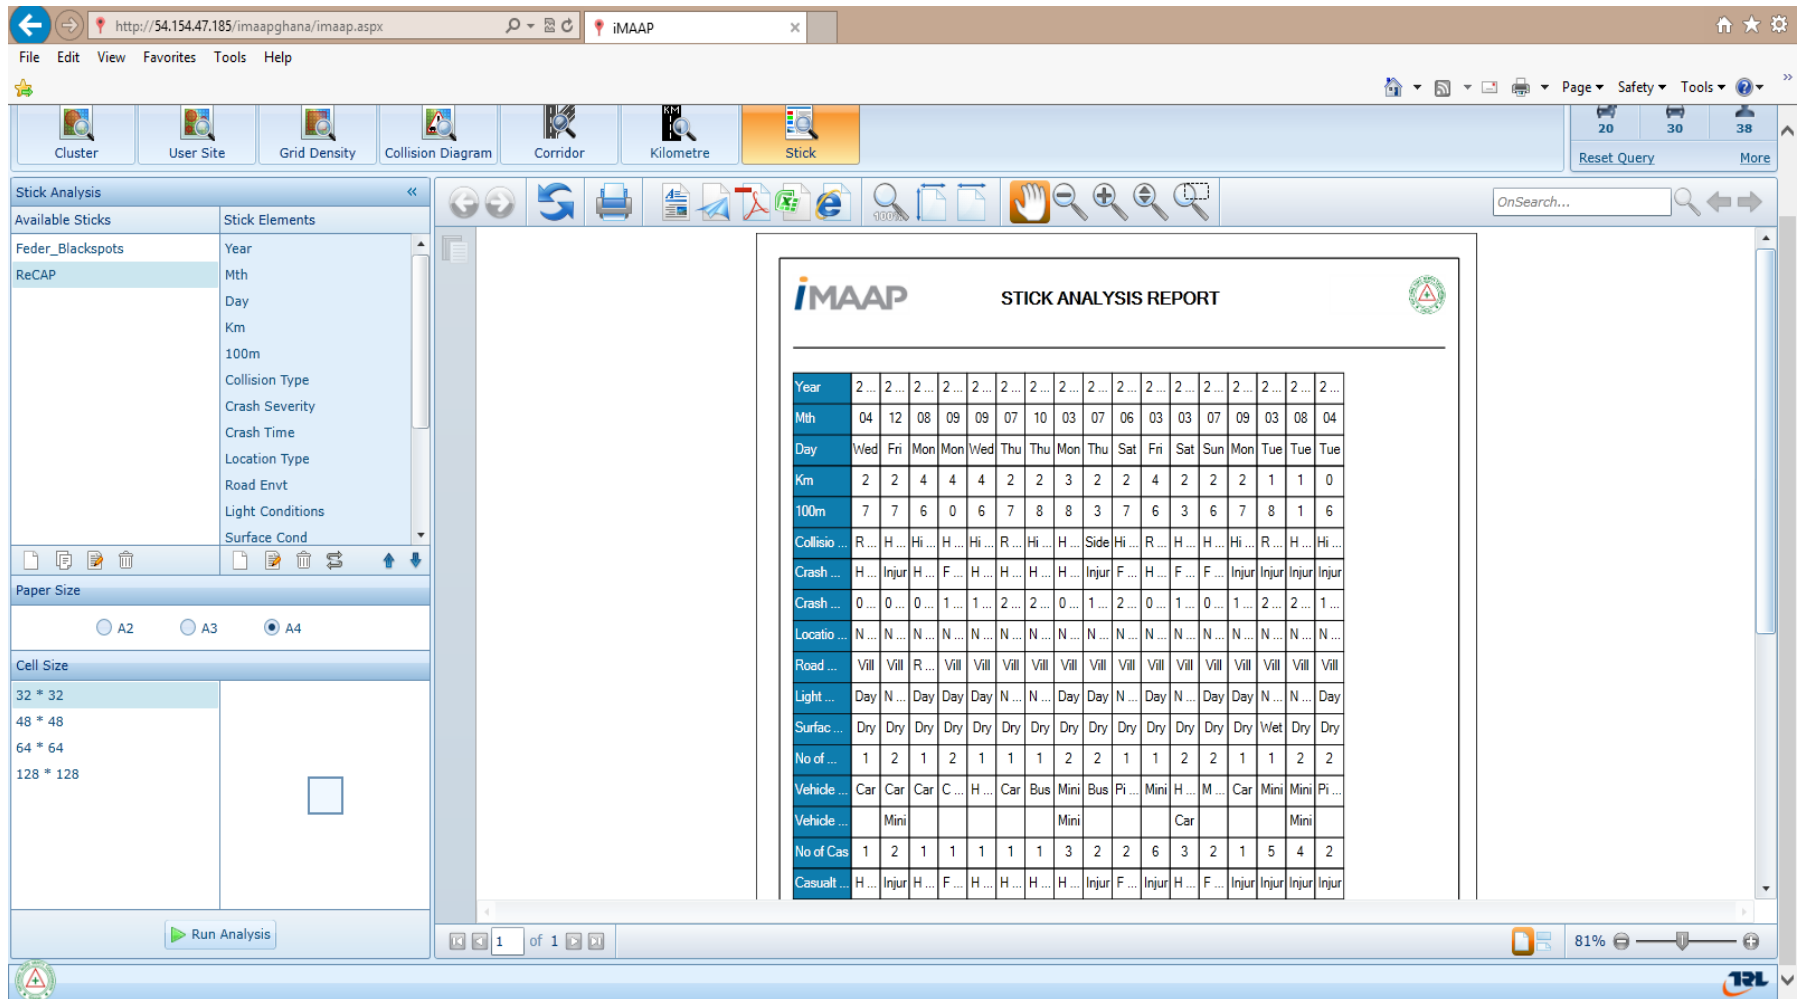 http://54.154.47.185/imaapghana/imaap.aspx
iMAAP
File Edit View Favorites Tools Help
Page Safety Tools
Cluster User Site Grid Density Collision Diagram Corridor Kilometre Stick
KM
20 30 38
Reset Query More
Stick Analysis
Available Sticks Stick Elements
100%
OnSearch...
Feder_Blackspots
ReCAP
Year
Mth
Day
Km
100m
Collision Type
Crash Severity
Crash Time
Location Type
Road Envt
Light Conditions
Surface Cond
Paper Size
A2 A3 A4
Cell Size
32 * 32
48 * 48
64 * 64
128 * 128
Run Analysis
iMAAP STICK ANALYSIS REPORT
Year 2 ... 2 ... 2 ... 2 ... 2 ... 2 ... 2 ... 2 ... 2 ... 2 ... 2 ... 2 ... 2 ... 2 ... 2 ... 2 ... 2 ...
Mth 04 12 08 09 09 07 10 03 07 06 03 03 07 09 03 08 04
Day Wed Fri Mon Mon Wed Thu Thu Mon Thu Sat Fri Sat Sun Mon Tue Tue Tue
Km 2 2 4 4 4 2 2 3 2 2 4 2 2 2 1 1 0
100m 7 7 6 0 6 7 8 8 3 7 6 3 6 7 8 1 6
Collisio ... R ... H ... Hi ... H ... Hi ... R ... Hi ... H ... Side Hi ... R ... H ... H ... Hi ... R ... H ... Hi ...
Crash ... H ... Injur H ... F ... H ... H ... H ... H ... Injur F ... H ... F ... F ... Injur Injur Injur Injur
Crash ... 0 ... 0 ... 0 ... 1 ... 1 ... 2 ... 2 ... 0 ... 1 ... 2 ... 0 ... 1 ... 0 ... 1 ... 2 ... 2 ... 1 ...
Locatio ... N ... N ... N ... N ... N ... N ... N ... N ... N ... N ... N ... N ... N ... N ... N ... N ... N ...
Road ... Vill Vill R ... Vill Vill Vill Vill Vill Vill Vill Vill Vill Vill Vill Vill Vill Vill
Light ... Day N ... Day Day Day N ... N ... Day Day N ... Day N ... Day Day N ... N ... Day
Surfac ... Dry Dry Dry Dry Dry Dry Dry Dry Dry Dry Dry Dry Dry Dry Wet Dry Dry
No of ... 1 2 1 2 1 1 1 2 2 1 1 2 2 1 1 2 2
Vehicle ... Car Car Car C ... H ... Car Bus Mini Bus Pi ... Mini H ... M ... Car Mini Mini Pi ...
Vehicle ... Mini Mini Car Mini
No of Cas 1 2 1 1 1 1 1 3 2 2 6 3 2 1 5 4 2
Casualt ... H ... Injur H ... F ... H ... H ... H ... H ... Injur F ... Injur H ... F ... Injur Injur Injur Injur
1 of 1
81%
TRL